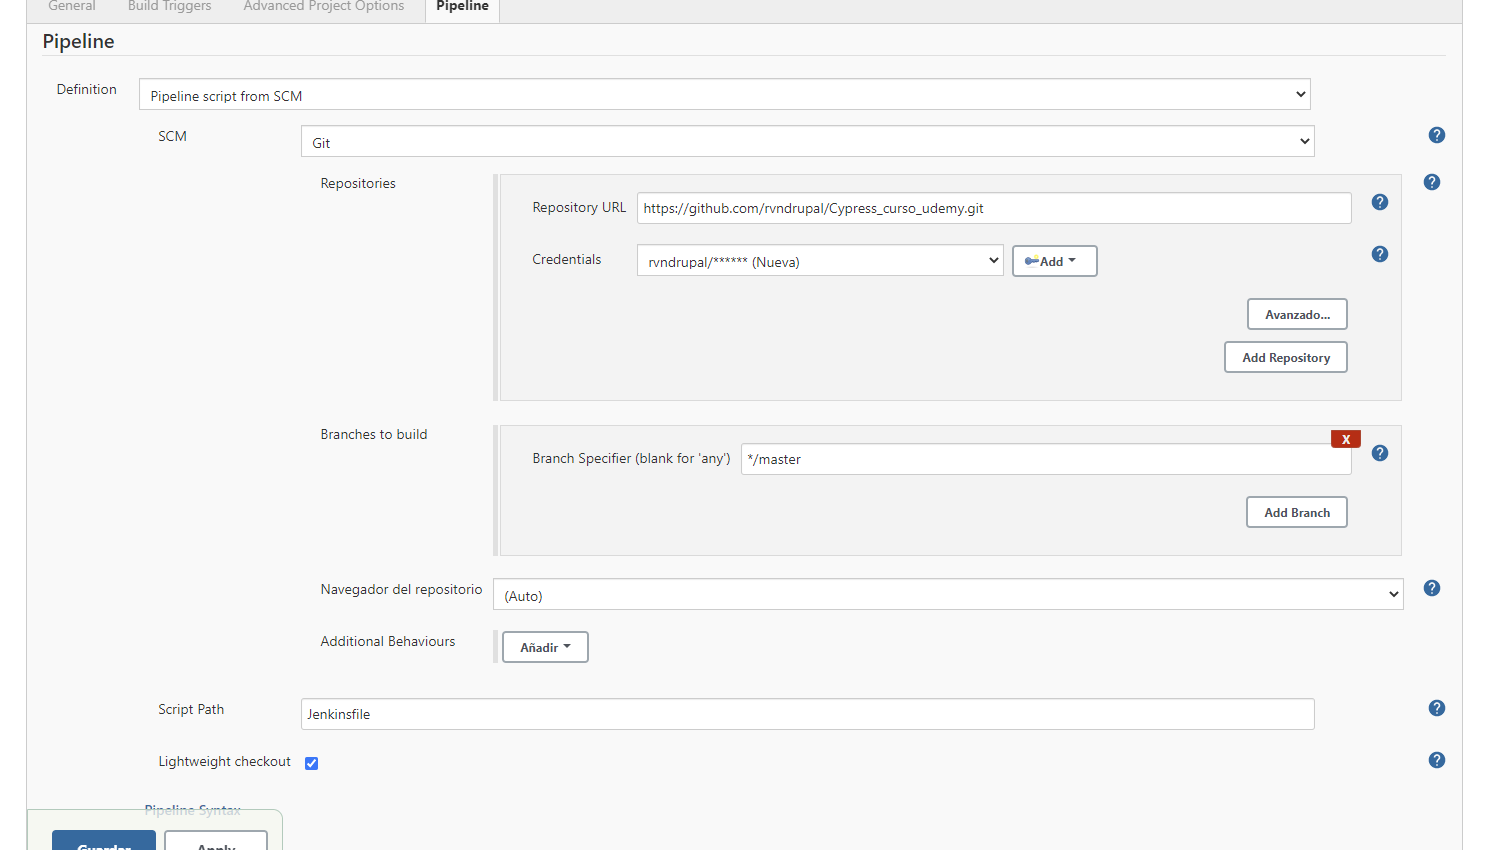 General Build Triggers Advanced Project Options Pipeline
Pipeline
Definition Pipeline script from SCM
SCM Git
Repositories
Repository URL https://github.com/rvndrupal/Cypress_curso_udemy.git
Credentials rvndrupal/****** (Nueva) Add
Avanzado...
Add Repository
Branches to build
X
Branch Specifier (blank for 'any') */master
Add Branch
Navegador del repositorio (Auto)
Additional Behaviours Añadir
Script Path Jenkinsfile
Lightweight checkout
Pipeline Syntax
Guardar Apply